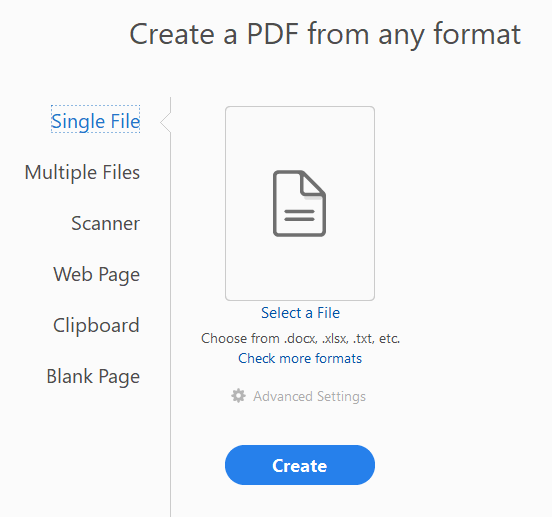 Create a PDF from any format
Single File
Multiple Files
Scanner
Web Page
Clipboard
Blank Page
Select a File
Choose from .docx, .xlsx, .txt, etc.
Check more formats
Advanced Settings
Create